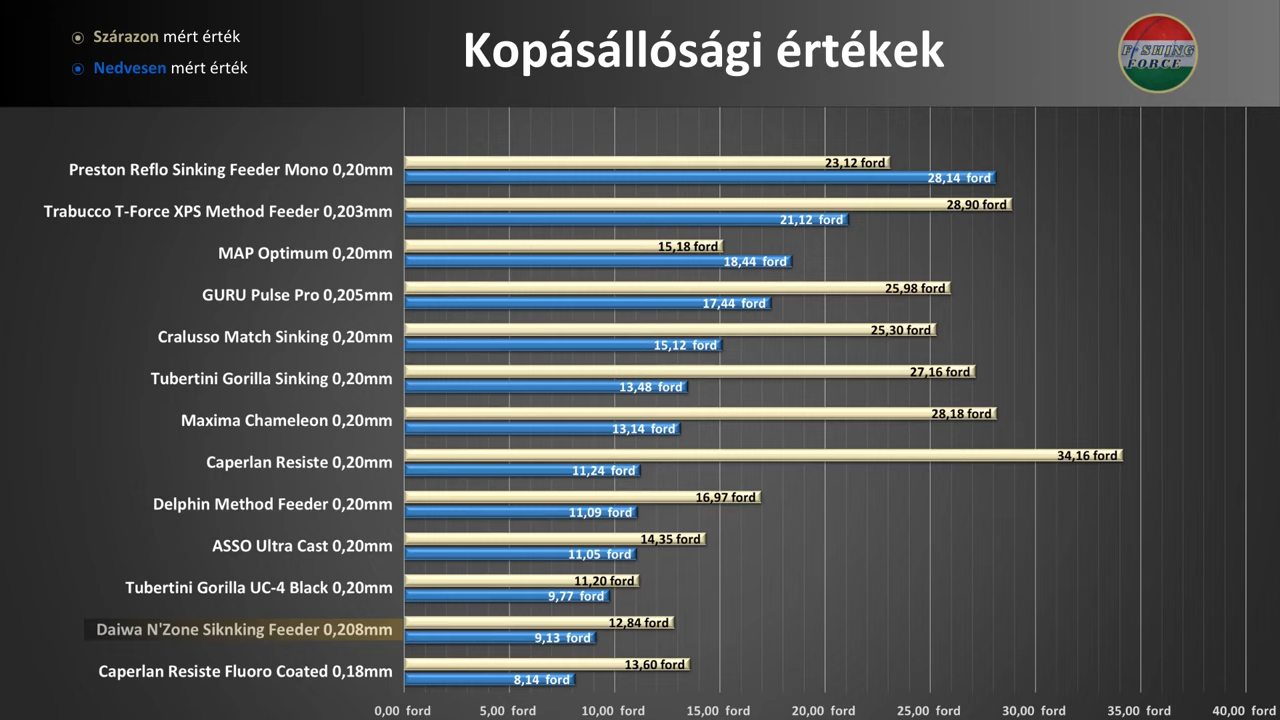 Szárazon mért érték
Nedvesen mért érték
Kopásállósági értékek
FISHING
FORCE
Preston Reflo Sinking Feeder Mono 0,20mm
23,12 ford
28,14 ford
Trabucco T-Force XPS Method Feeder 0,203mm
28,90 ford
21,12 ford
MAP Optimum 0,20mm
15,18 ford
18,44 ford
GURU Pulse Pro 0,205mm
25,98 ford
17,44 ford
Cralusso Match Sinking 0,20mm
25,30 ford
15,12 ford
Tubertini Gorilla Sinking 0,20mm
27,16 ford
13,48 ford
Maxima Chameleon 0,20mm
28,18 ford
13,14 ford
Caperlan Resiste 0,20mm
34,16 ford
11,24 ford
Delphin Method Feeder 0,20mm
16,97 ford
11,09 ford
ASSO Ultra Cast 0,20mm
14,35 ford
11,05 ford
Tubertini Gorilla UC-4 Black 0,20mm
11,20 ford
9,77 ford
Daiwa N'Zone Siknking Feeder 0,208mm
12,84 ford
9,13 ford
Caperlan Resiste Fluoro Coated 0,18mm
13,60 ford
8,14 ford
0,00 ford 5,00 ford 10,00 ford 15,00 ford 20,00 ford 25,00 ford 30,00 ford 35,00 ford 40,00 ford